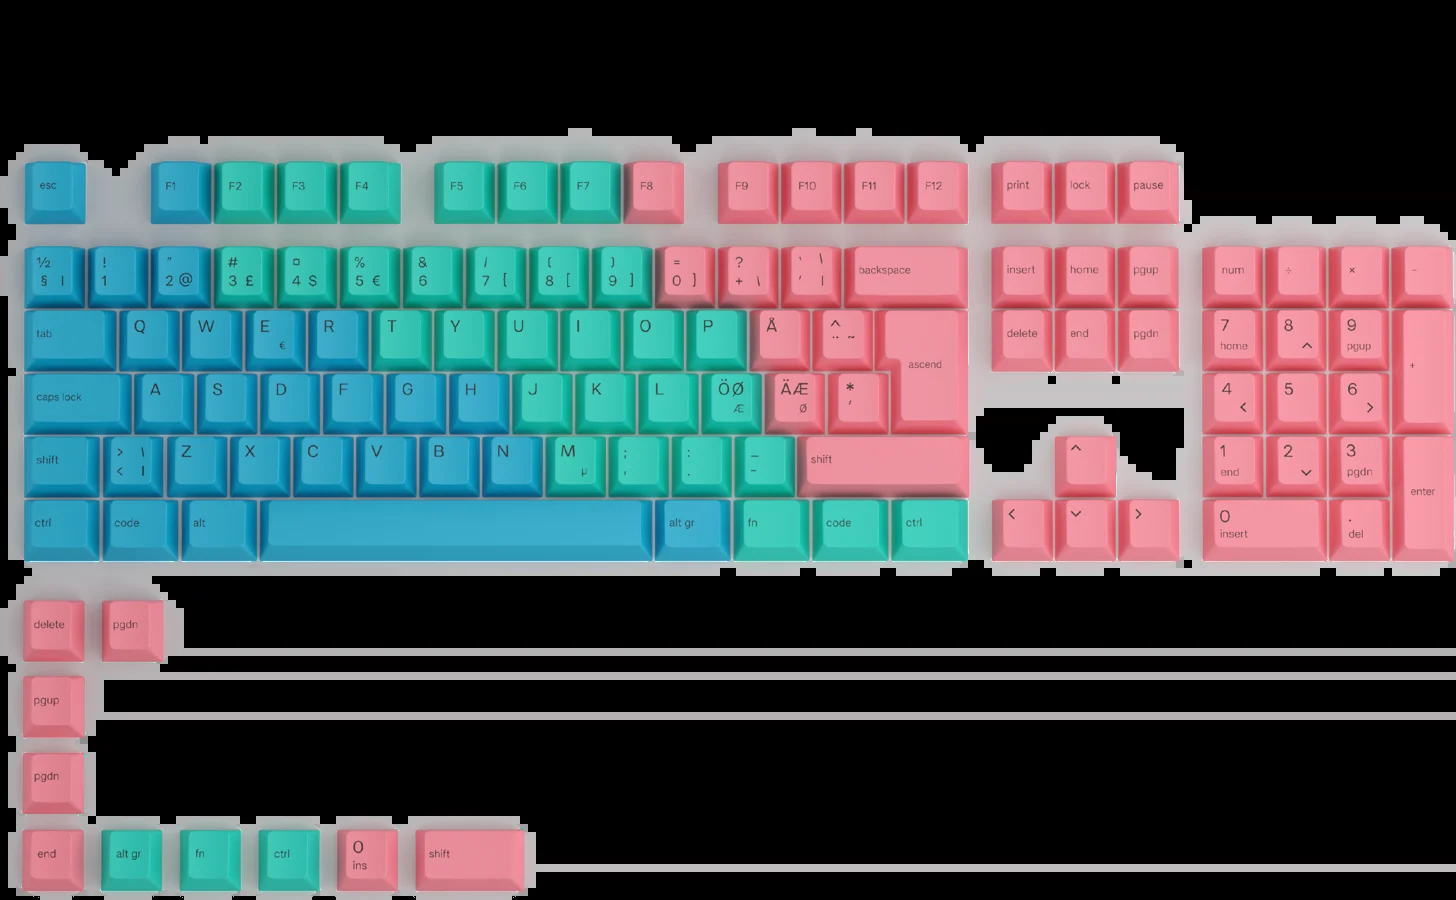 esc F1 F2 F3 F4 F5 F6 F7 F8 F9 F10 F11 F12 print lock pause
½ ! " # ¤ % & / ( ) = ? ` \ backspace insert home pgup num ÷ × −
§ | 1 2 @ 3 £ 4 $ 5 € 6 7 { 8 [ 9 ] 0 } + \ ´ |
tab Q W E R T Y U I O P Å ^ delete end pgdn 7 8 9
€ ¨ ~ home ^ pgup
ascend +
caps lock A S D F G H J K L ÖØ ÄÆ * 4 5 6
Æ Ø ' < >
shift > \ Z X C V B N M ; : _ shift ^ 1 2 3
< | µ , . - end ⌄ pgdn
enter
ctrl code alt alt gr fn code ctrl < ⌄ > 0 .
insert del
delete pgdn
pgup
pgdn
end alt gr fn ctrl 0 shift
ins